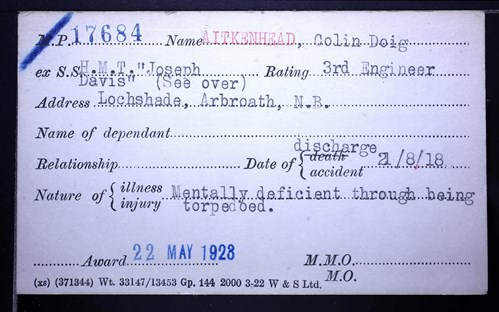 M.P. 17684 Name AITKENHEAD, Colin Doig
ex S.S. H.M.T. "Joseph Davis" (See over) Rating 3rd Engineer
Address Lochshade, Arbroath, N.B.
Name of dependant
Relationship Date of { discharge death accident 21/8/18
Nature of { illness injury Mentally deficient through being torpedoed.
Award 22 MAY 1923 M.M.O.
M.O.
(xs) (371344) Wt. 33147/13453 Gp. 144 2000 3-22 W & S Ltd.